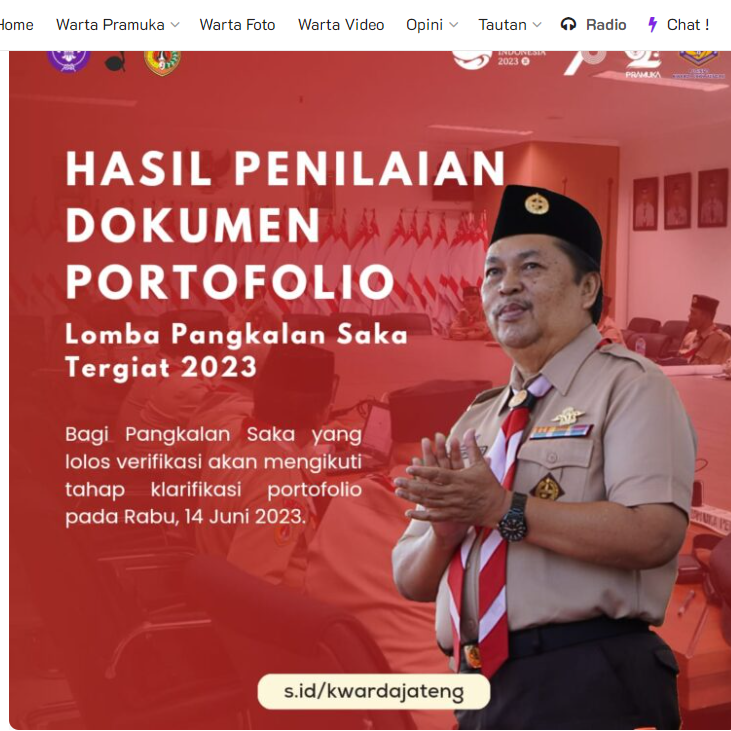 Home Warta Pramuka Warta Foto Warta Video Opini Tautan Radio Chat !
INDONESIA
2023
PRAMUKA
HASIL PENILAIAN
DOKUMEN
PORTOFOLIO
Lomba Pangkalan Saka
Tergiat 2023
Bagi Pangkalan Saka yang
lolos verifikasi akan mengikuti
tahap klarifikasi portofolio
pada Rabu, 14 Juni 2023.
s.id/kwardajateng